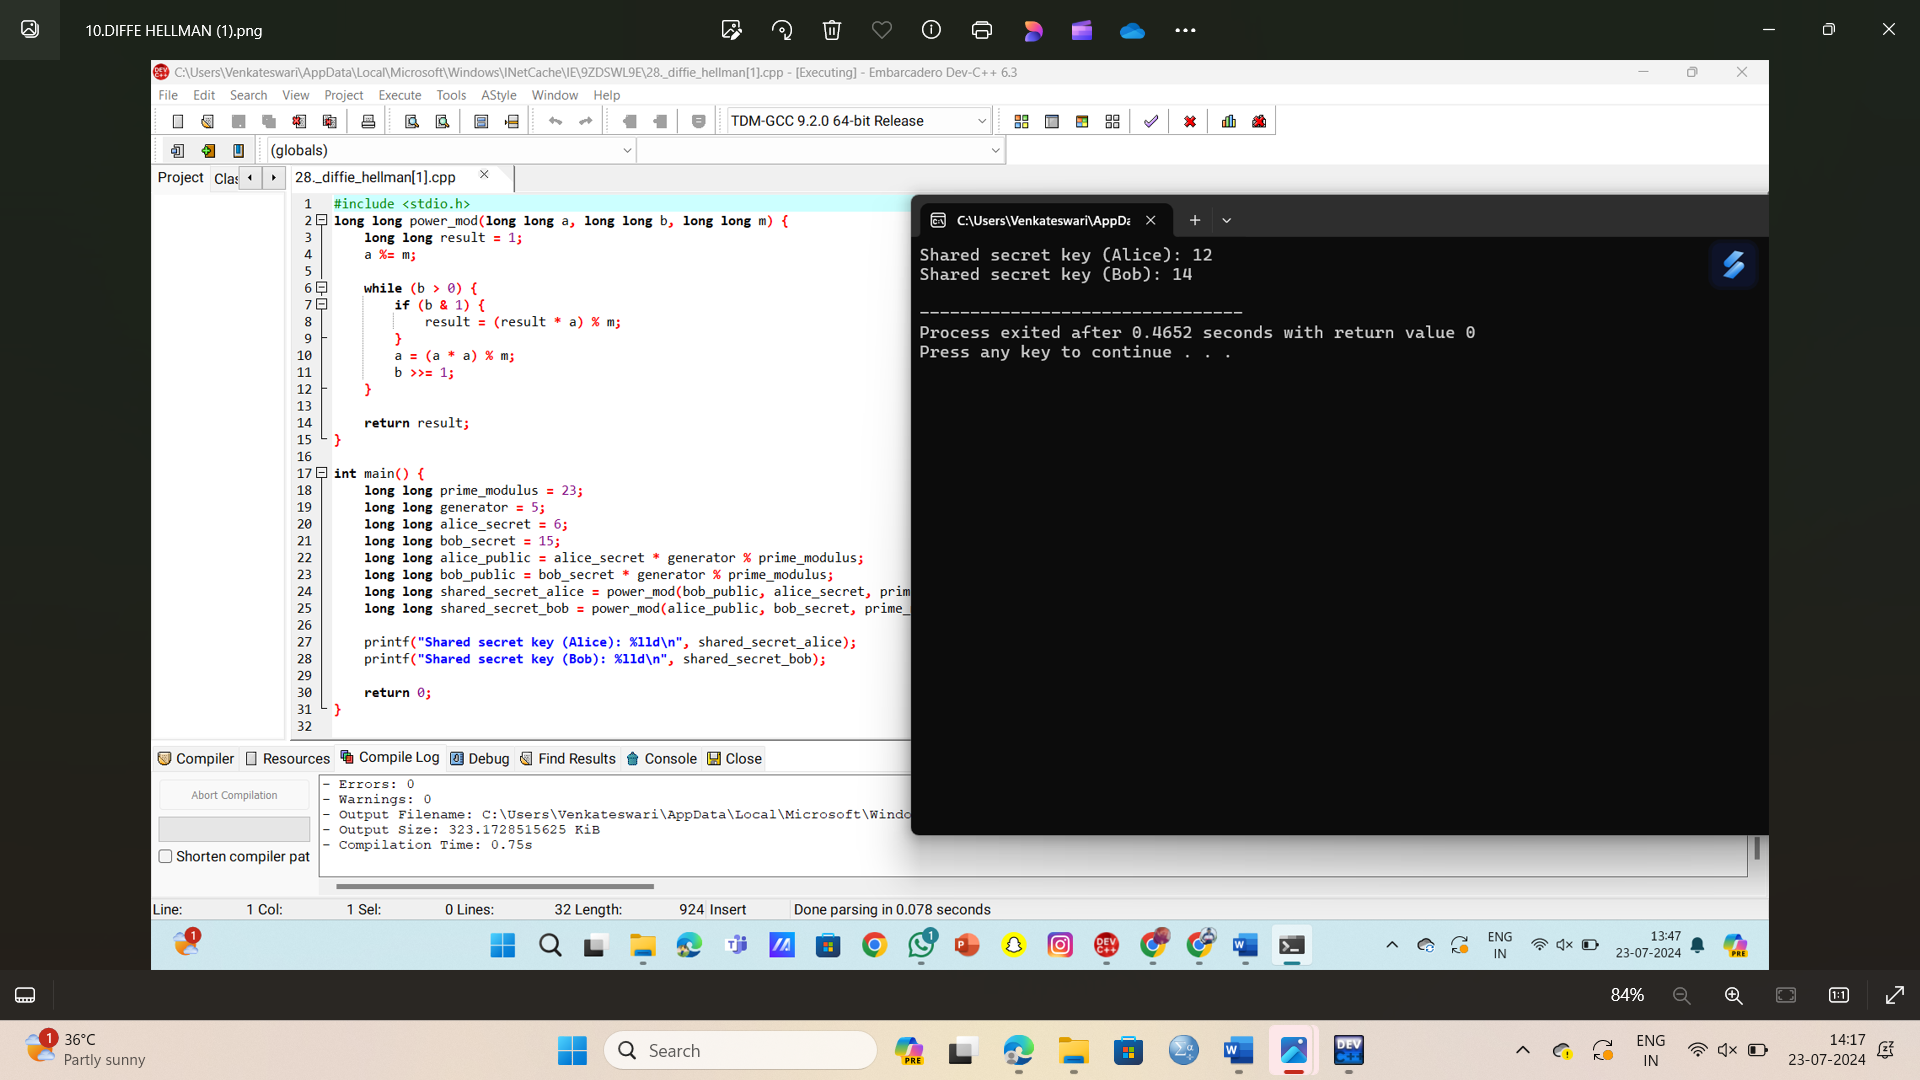 10.DIFFE HELLMAN (1).png
C:\Users\Venkateswari\AppData\Local\Microsoft\Windows\INetCache\IE\9ZDSWL9E\28._diffie_hellman[1].cpp - [Executing] - Embarcadero Dev-C++ 6.3
File Edit Search View Project Execute Tools AStyle Window Help
TDM-GCC 9.2.0 64-bit Release
(globals)
Project Clas 28._diffie_hellman[1].cpp
1 #include <stdio.h>
2 long long power_mod(long long a, long long b, long long m) {
3 long long result = 1;
4 a %= m;
5
6 while (b > 0) {
7 if (b & 1) {
8 result = (result * a) % m;
9 }
10 a = (a * a) % m;
11 b >>= 1;
12 }
13
14 return result;
15 }
16
17 int main() {
18 long long prime_modulus = 23;
19 long long generator = 5;
20 long long alice_secret = 6;
21 long long bob_secret = 15;
22 long long alice_public = alice_secret * generator % prime_modulus;
23 long long bob_public = bob_secret * generator % prime_modulus;
24 long long shared_secret_alice = power_mod(bob_public, alice_secret, prim
25 long long shared_secret_bob = power_mod(alice_public, bob_secret, prime_
26
27 printf("Shared secret key (Alice): %lld\n", shared_secret_alice);
28 printf("Shared secret key (Bob): %lld\n", shared_secret_bob);
29
30 return 0;
31 }
32
C:\Users\Venkateswari\AppDa
Shared secret key (Alice): 12
Shared secret key (Bob): 14
--------------------------------
Process exited after 0.4652 seconds with return value 0
Press any key to continue . . .
Compiler Resources Compile Log Debug Find Results Console Close
Abort Compilation
Shorten compiler pat
- Errors: 0
- Warnings: 0
- Output Filename: C:\Users\Venkateswari\AppData\Local\Microsoft\Windo
- Output Size: 323.1728515625 KiB
- Compilation Time: 0.75s
Line: 1 Col: 1 Sel: 0 Lines: 32 Length: 924 Insert Done parsing in 0.078 seconds
1
1
DEV C++
PRE
ENG
IN
13:47
23-07-2024
84%
1:1
1
36°C
Partly sunny
Search
PRE
DEV C++
ENG
IN
14:17
23-07-2024